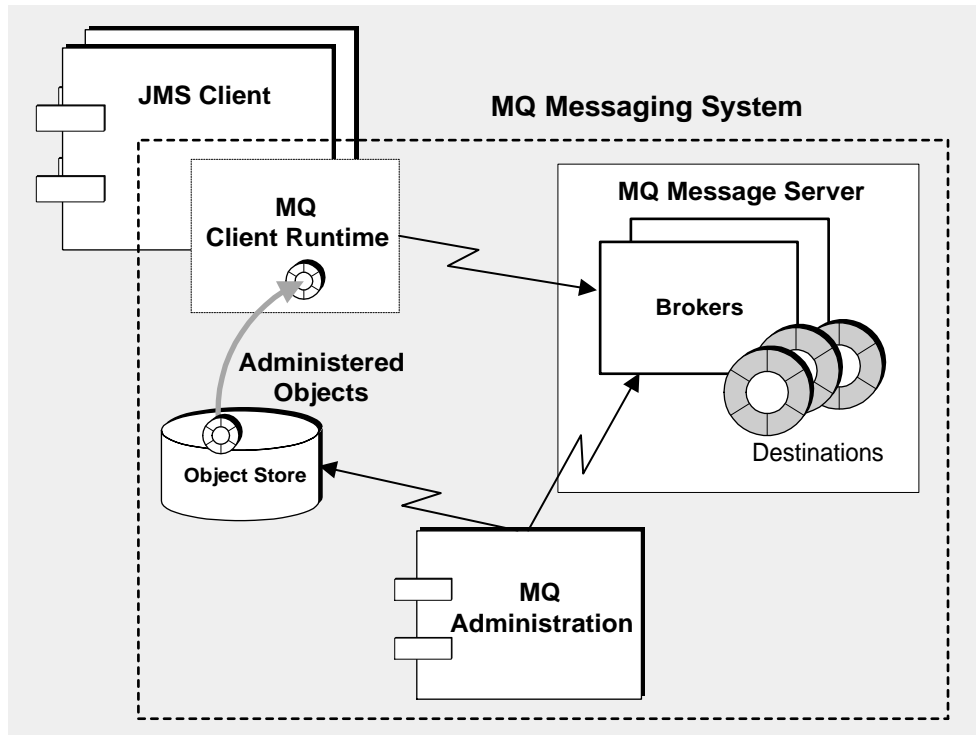 JMS Client
MQ Messaging System
MQ
Client Runtime
MQ Message Server
Brokers
Administered
Objects
Object Store
Destinations
MQ
Administration